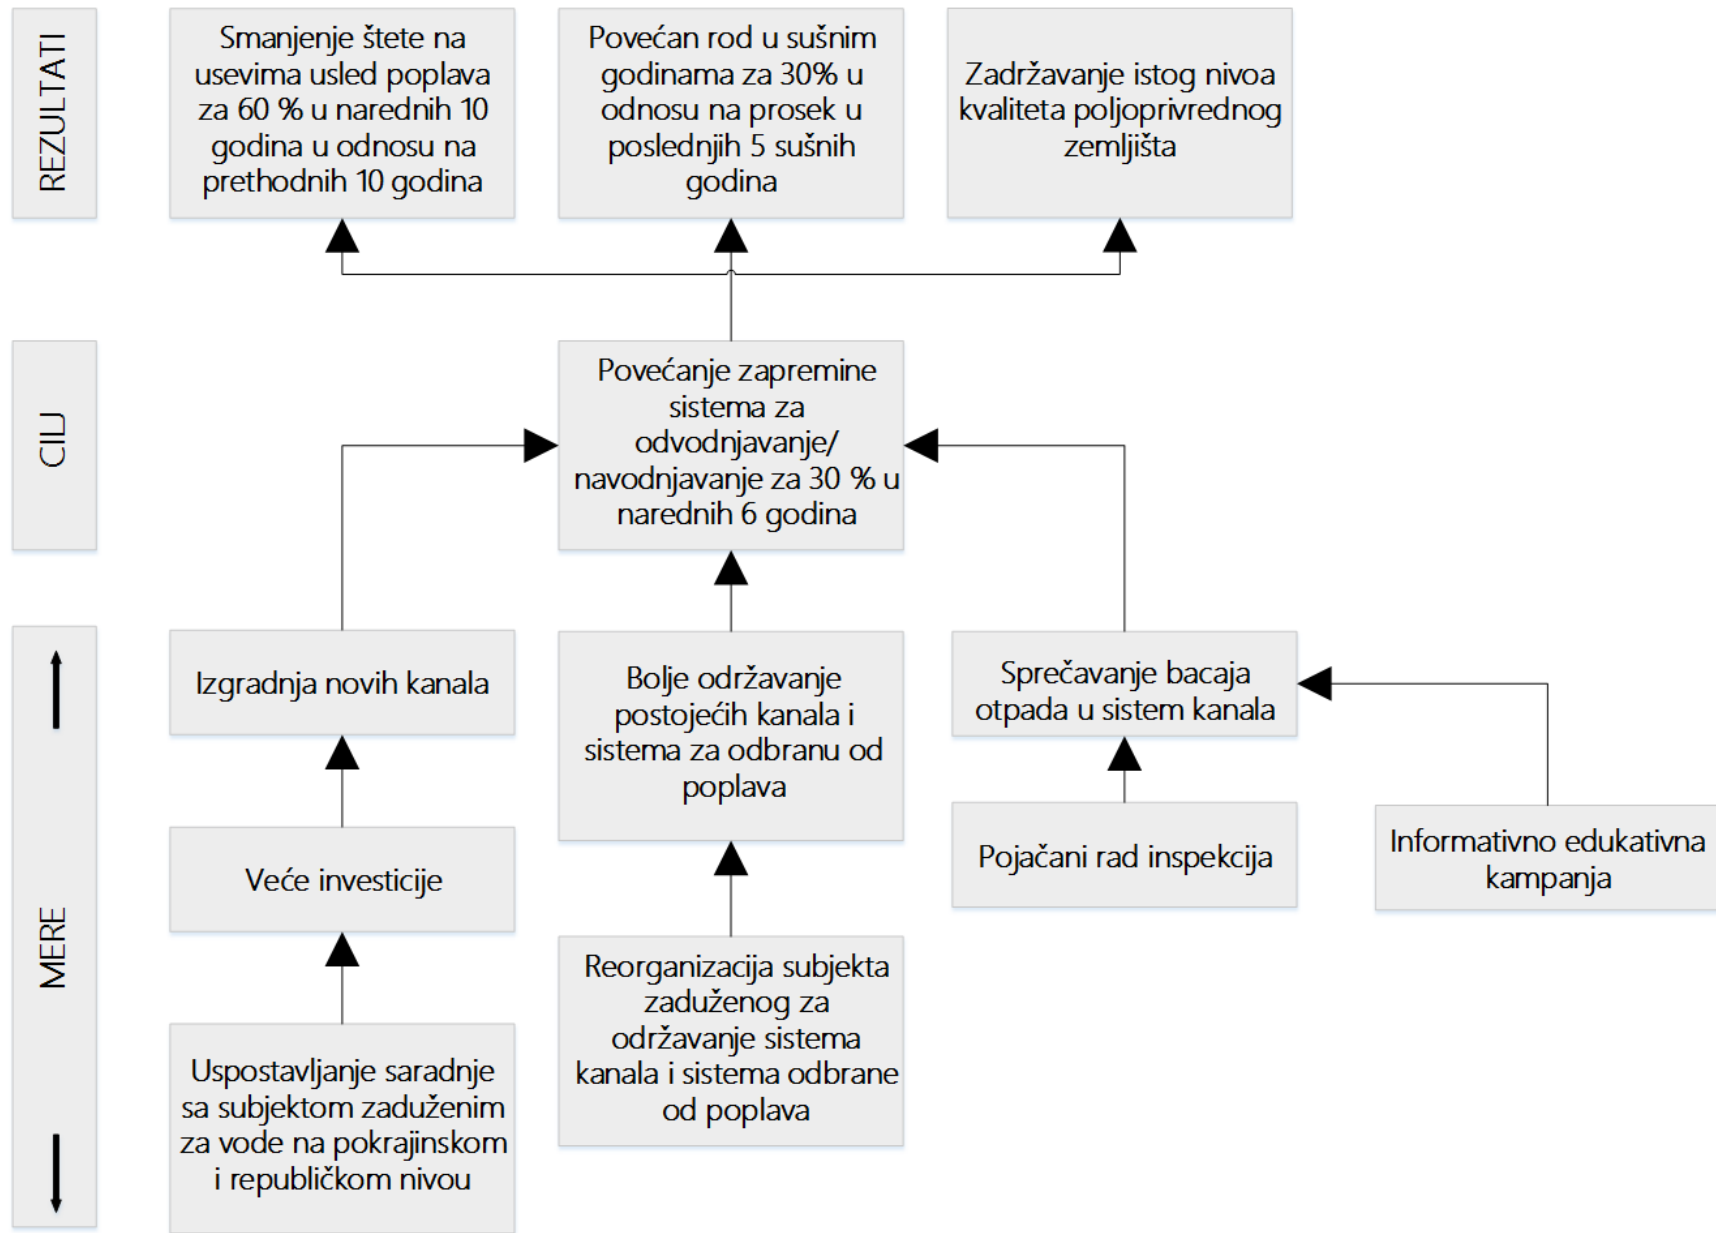 REZULTATI
Smanjenje štete na
usevima usled poplava
za 60 % u narednih 10
godina u odnosu na
prethodnih 10 godina
Povećan rod u sušnim
godinama za 30% u
odnosu na prosek u
poslednjih 5 sušnih
godina
Zadržavanje istog nivoa
kvaliteta poljoprivrednog
zemljišta
CILJ
Povećanje zapremine
sistema za
odvodnjavanje/
navodnjavanje za 30 % u
narednih 6 godina
MERE
Izgradnja novih kanala
Bolje održavanje
postojećih kanala i
sistema za odbranu od
poplava
Sprečavanje bacaja
otpada u sistem kanala
Veće investicije
Pojačani rad inspekcija
Informativno edukativna
kampanja
Uspostavljanje saradnje
sa subjektom zaduženim
za vode na pokrajinskom
i republičkom nivou
Reorganizacija subjekta
zaduženog za
održavanje sistema
kanala i sistema odbrane
od poplava